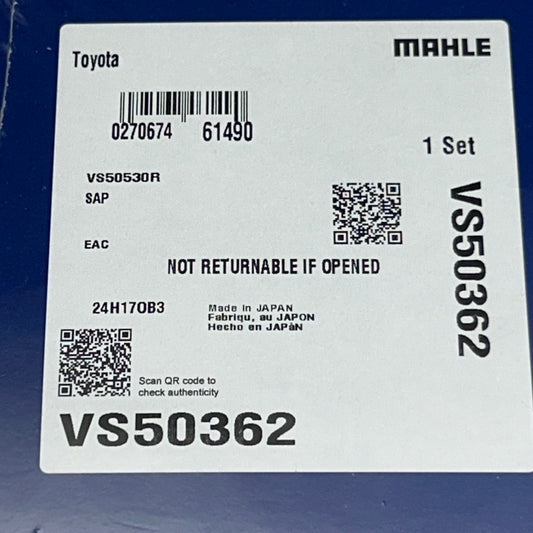 Toyota
MAHLE
0270674 61490
1 Set
VS50530R
SAP
VS50362
EAC
NOT RETURNABLE IF OPENED
24H17OB3
Made in JAPAN
Fabriqu, au JAPON
Hecho en JAPàN
Scan QR code to
check authenticity
VS50362